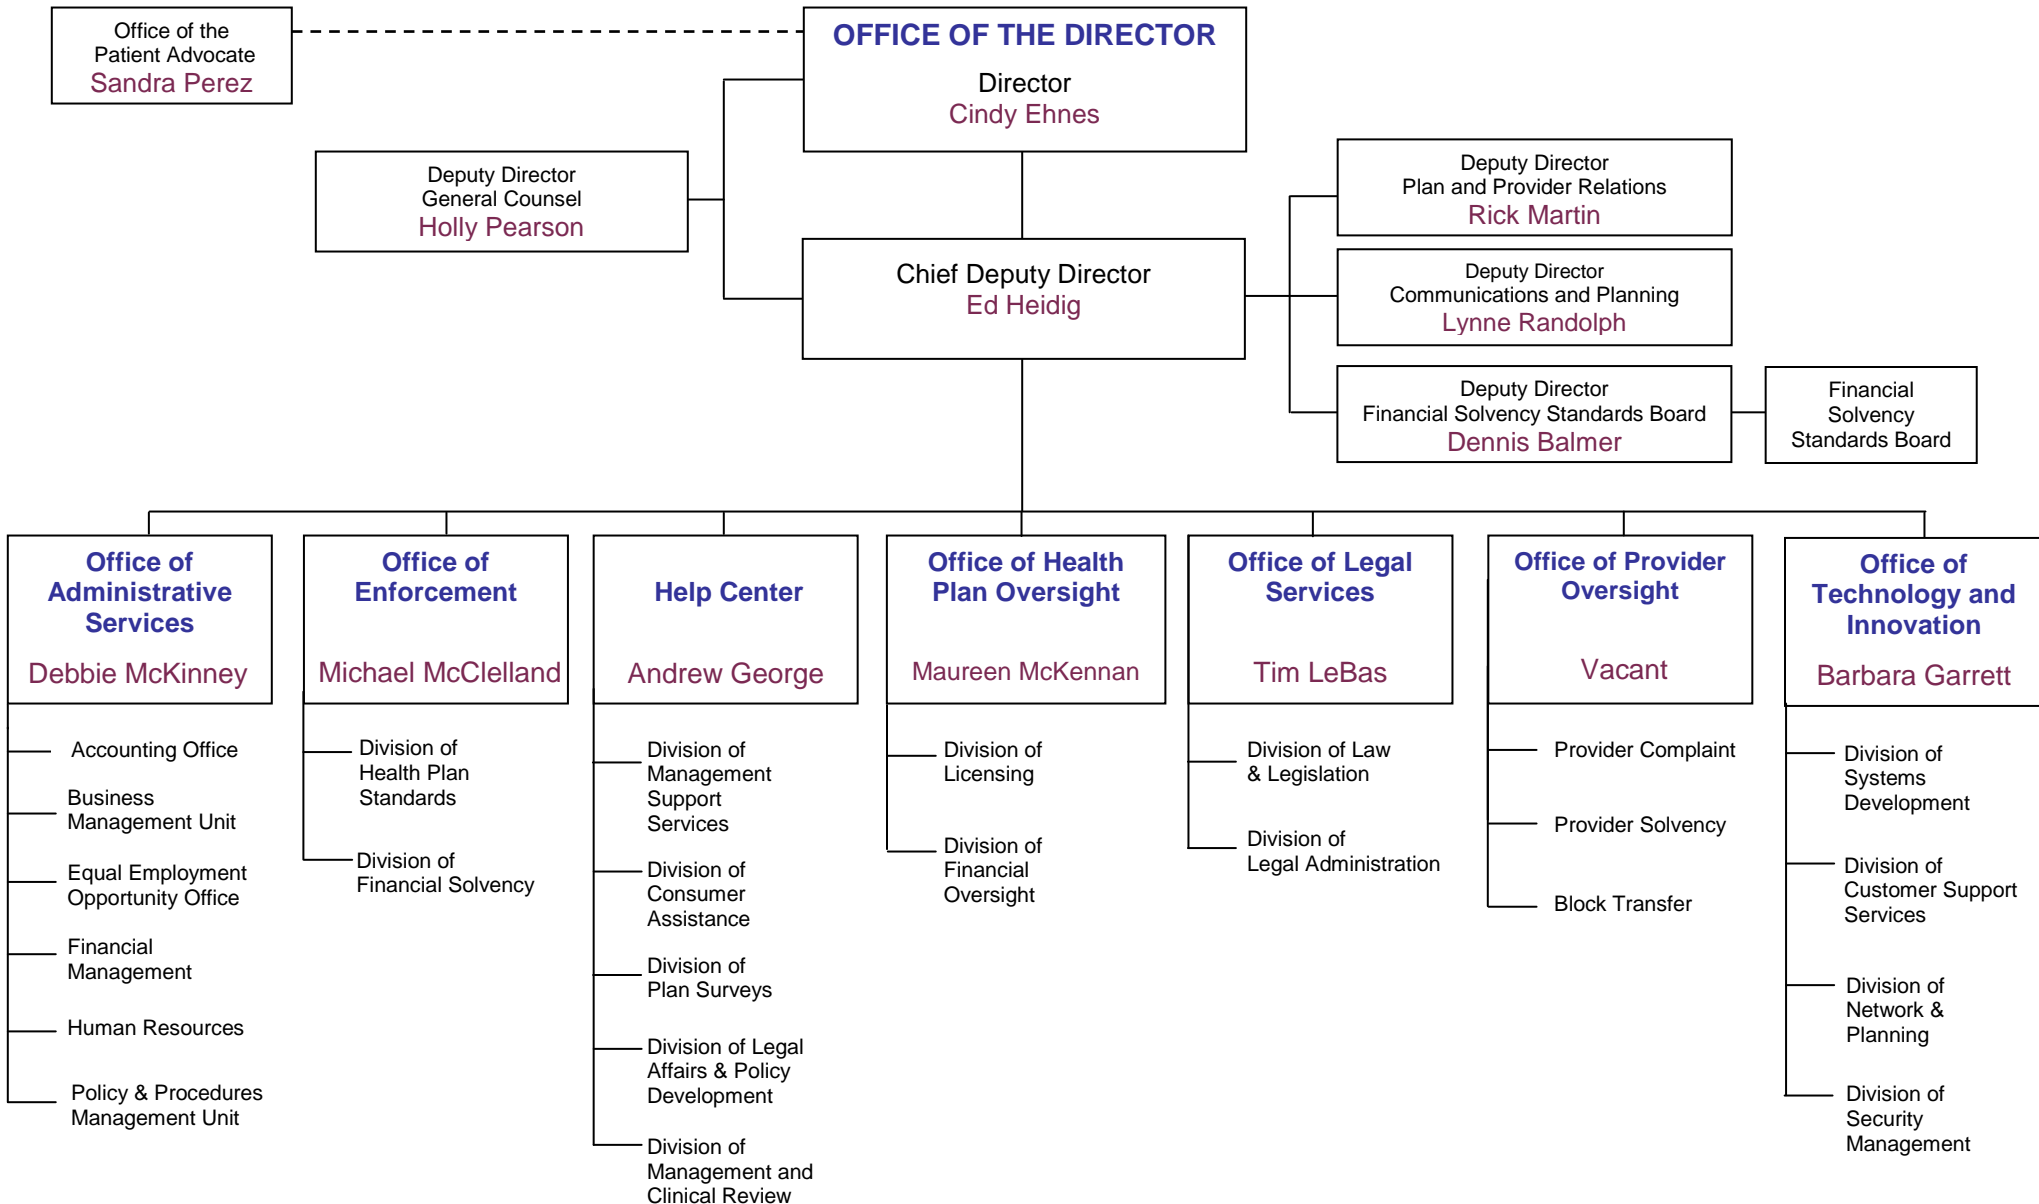 Office of the
Patient Advocate
Sandra Perez
OFFICE OF THE DIRECTOR
Director
Cindy Ehnes
Deputy Director
General Counsel
Holly Pearson
Chief Deputy Director
Ed Heidig
Deputy Director
Plan and Provider Relations
Rick Martin
Deputy Director
Communications and Planning
Lynne Randolph
Deputy Director
Financial Solvency Standards Board
Dennis Balmer
Financial
Solvency
Standards Board
Office of
Administrative
Services
Debbie McKinney
Accounting Office
Business
Management Unit
Equal Employment
Opportunity Office
Financial
Management
Human Resources
Policy & Procedures
Management Unit
Office of
Enforcement
Michael McClelland
Division of
Health Plan
Standards
Division of
Financial Solvency
Help Center
Andrew George
Division of
Management
Support
Services
Division of
Consumer
Assistance
Division of
Plan Surveys
Division of Legal
Affairs & Policy
Development
Division of
Management and
Clinical Review
Office of Health
Plan Oversight
Maureen McKennan
Division of
Licensing
Division of
Financial
Oversight
Office of Legal
Services
Tim LeBas
Division of Law
& Legislation
Division of
Legal Administration
Office of Provider
Oversight
Vacant
Provider Complaint
Provider Solvency
Block Transfer
Office of
Technology and
Innovation
Barbara Garrett
Division of
Systems
Development
Division of
Customer Support
Services
Division of
Network &
Planning
Division of
Security
Management